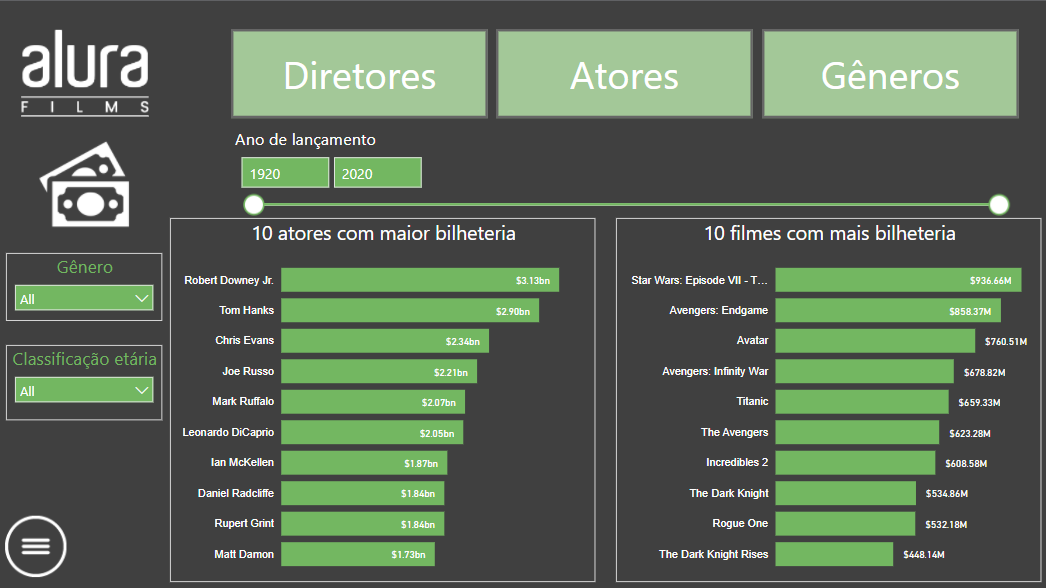 alura
FILMS
Diretores
Atores
Gêneros
Ano de lançamento
1920
2020
Gênero
All
Classificação etária
All
10 atores com maior bilheteria
Robert Downey Jr. $3.13bn
Tom Hanks $2.90bn
Chris Evans $2.34bn
Joe Russo $2.21bn
Mark Ruffalo $2.07bn
Leonardo DiCaprio $2.05bn
Ian McKellen $1.87bn
Daniel Radcliffe $1.84bn
Rupert Grint $1.84bn
Matt Damon $1.73bn
10 filmes com mais bilheteria
Star Wars: Episode VII - T... $936.66M
Avengers: Endgame $858.37M
Avatar $760.51M
Avengers: Infinity War $678.82M
Titanic $659.33M
The Avengers $623.28M
Incredibles 2 $608.58M
The Dark Knight $534.86M
Rogue One $532.18M
The Dark Knight Rises $448.14M